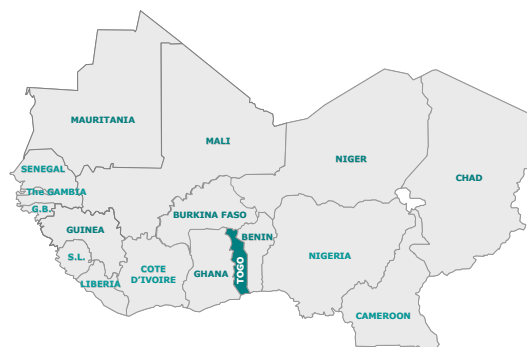 MAURITANIA
MALI
NIGER
SENEGAL
CHAD
The GAMBIA
G.B.
BURKINA FASO
GUINEA
BENIN
S.L.
COTE
D'IVOIRE
GHANA
TOGO
NIGERIA
LIBERIA
CAMEROON